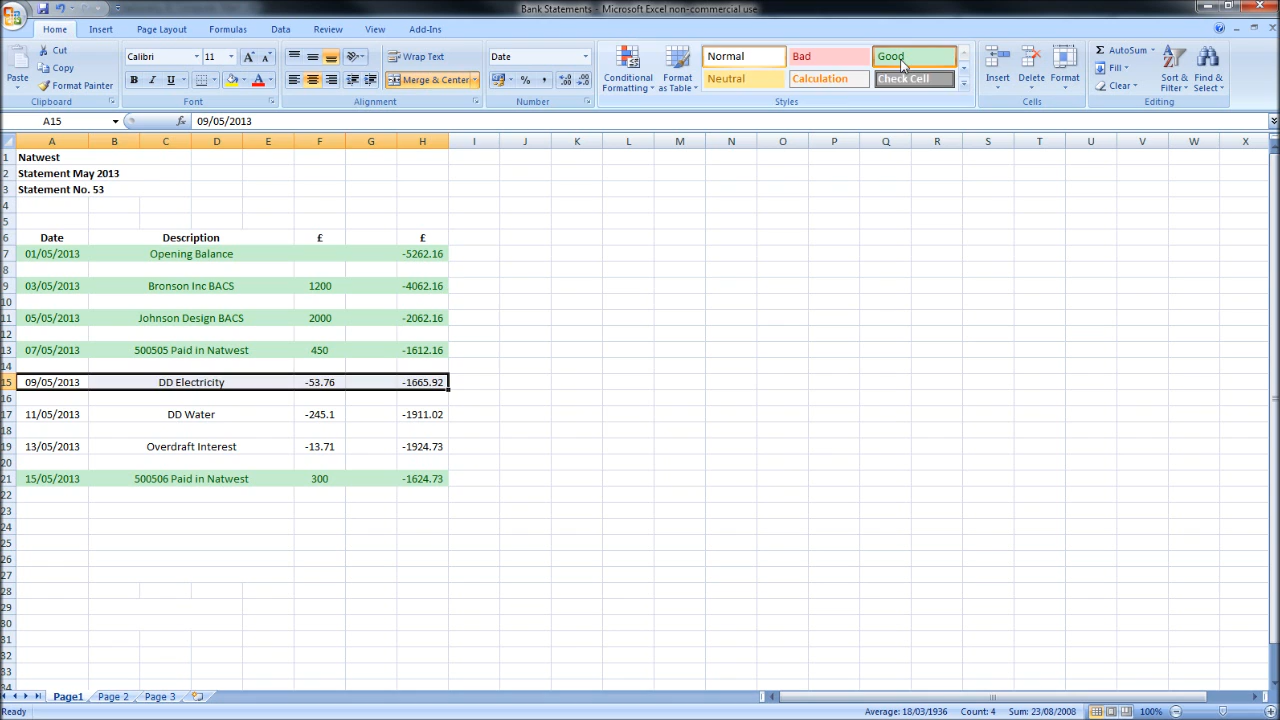 Bank Statements - Microsoft Excel non-commercial use
Home Insert Page Layout Formulas Data Review View Add-Ins
Paste
Cut
Copy
Format Painter
Clipboard
Calibri 11
B I U
Font
Wrap Text
Merge & Center
Alignment
Date
% ,
Number
Conditional Formatting
Format as Table
Normal Bad Good
Neutral Calculation Check Cell
Styles
Insert Delete Format
Cells
Σ AutoSum
Fill
Clear
Sort & Filter
Find & Select
Editing
A15 fx 09/05/2013
A B C D E F G H I J K L M N O P Q R S T U V W X
1 Natwest
2 Statement May 2013
3 Statement No. 53
4
5
6 Date Description £ £
7 01/05/2013 Opening Balance -5262.16
8
9 03/05/2013 Bronson Inc BACS 1200 -4062.16
10
11 05/05/2013 Johnson Design BACS 2000 -2062.16
12
13 07/05/2013 500505 Paid in Natwest 450 -1612.16
14
15 09/05/2013 DD Electricity -53.76 -1665.92
16
17 11/05/2013 DD Water -245.1 -1911.02
18
19 13/05/2013 Overdraft Interest -13.71 -1924.73
20
21 15/05/2013 500506 Paid in Natwest 300 -1624.73
22
23
24
25
26
27
28
29
30
31
32
33
34
Page1 Page 2 Page 3
Ready Average: 18/03/1936 Count: 4 Sum: 23/08/2008 100%